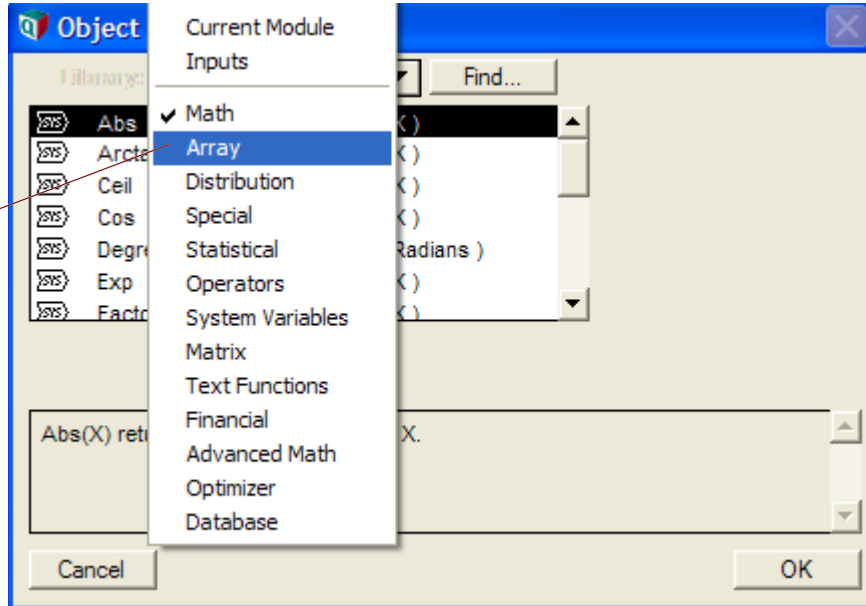 Object
Library:
Find...
Current Module
Inputs
Math
Array
Distribution
Special
Statistical
Operators
System Variables
Matrix
Text Functions
Financial
Advanced Math
Optimizer
Database
Abs X )
X )
Ceil X )
Cos X )
Radians )
Exp X )
X )
Abs(X) X.
Cancel
OK